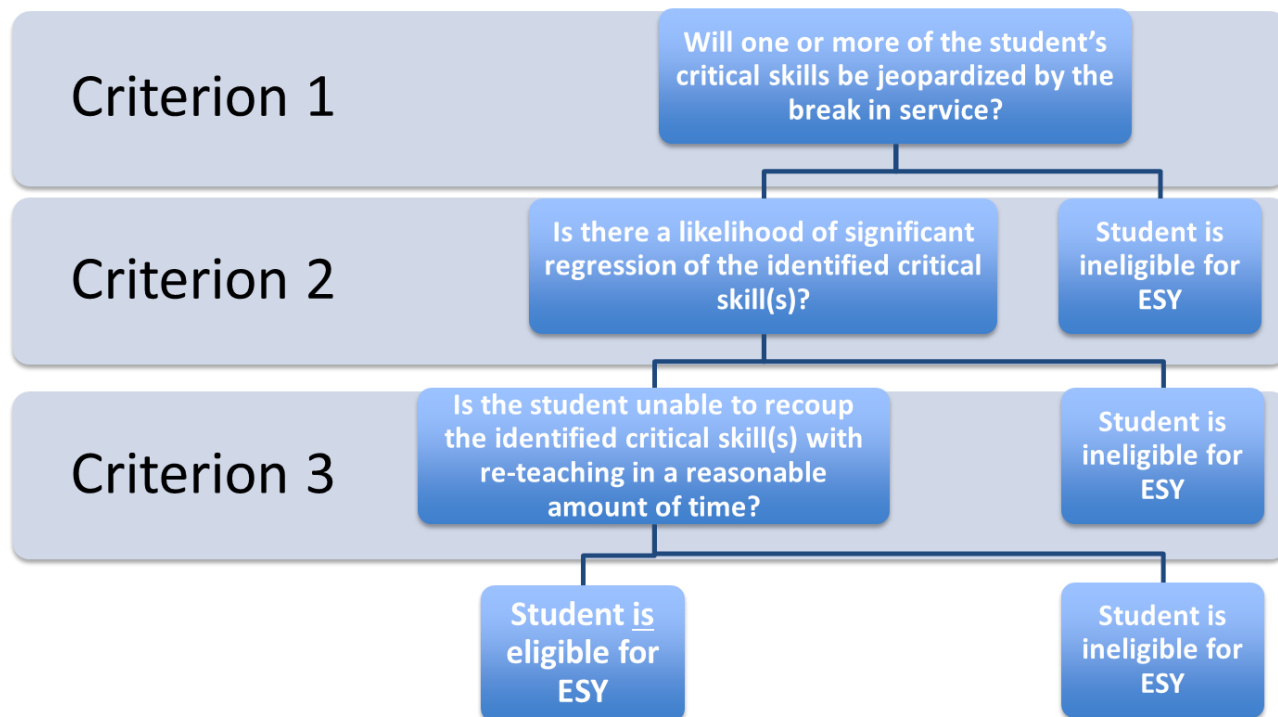 Criterion 1
Will one or more of the student’s
critical skills be jeopardized by the
break in service?
Criterion 2
Is there a likelihood of significant
regression of the identified critical
skill(s)?
Student is
ineligible for
ESY
Criterion 3
Is the student unable to recoup
the identified critical skill(s) with
re-teaching in a reasonable
amount of time?
Student is
ineligible for
ESY
Student is
eligible for
ESY
Student is
ineligible for
ESY